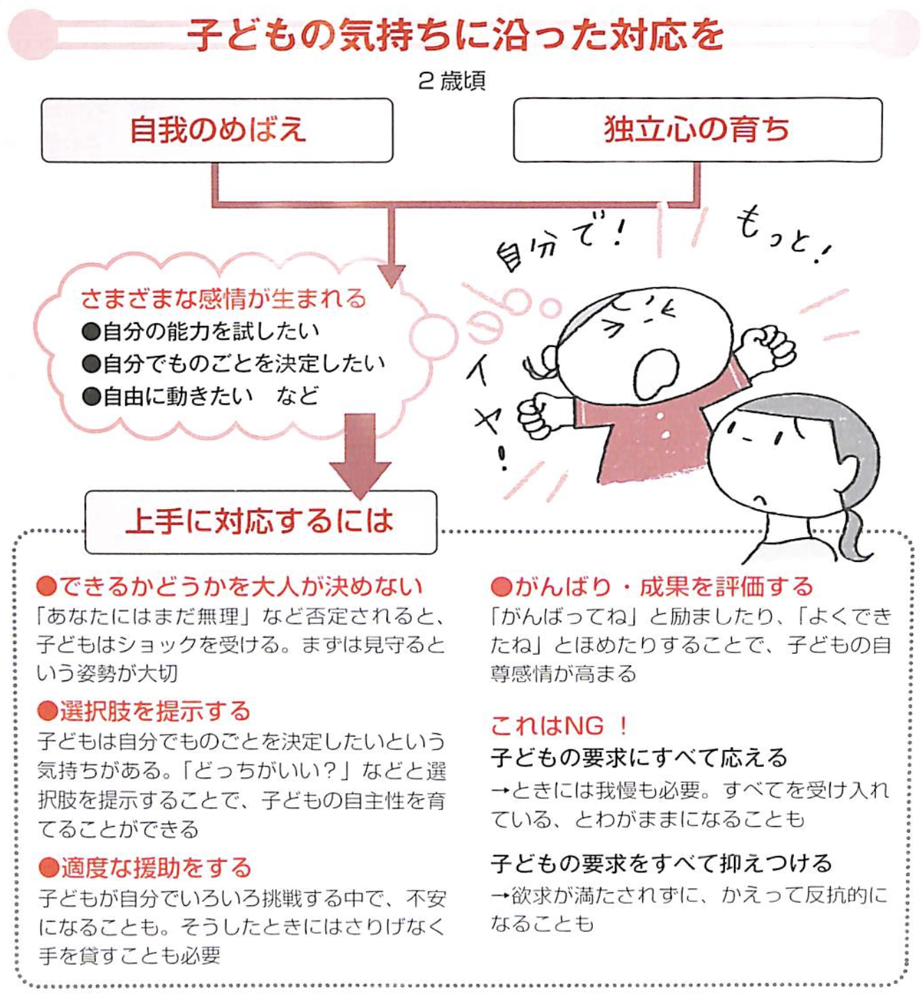 子どもの気持ちに沿った対応を
2歳頃
自我のめばえ
独立心の育ち
自分で!
もっと!
イヤ!
さまざまな感情が生まれる
●自分の能力を試したい
●自分でものごとを決定したい
●自由に動きたい　など
上手に対応するには
●できるかどうかを大人が決めない
「あなたにはまだ無理」など否定されると、
子どもはショックを受ける。まずは見守ると
いう姿勢が大切
●選択肢を提示する
子どもは自分でものごとを決定したいという
気持ちがある。「どっちがいい？」などと選
択肢を提示することで、子どもの自主性を育
てることができる
●適度な援助をする
子どもが自分でいろいろ挑戦する中で、不安
になることも。そうしたときにはさりげなく
手を貸すことも必要
●がんばり・成果を評価する
「がんばってね」と励ましたり、「よくでき
たね」とほめたりすることで、子どもの自
尊感情が高まる
これはNG！
子どもの要求にすべて応える
→ときには我慢も必要。すべてを受け入れ
ている、とわがままになることも
子どもの要求をすべて抑えつける
→欲求が満たされずに、かえって反抗的に
なることも